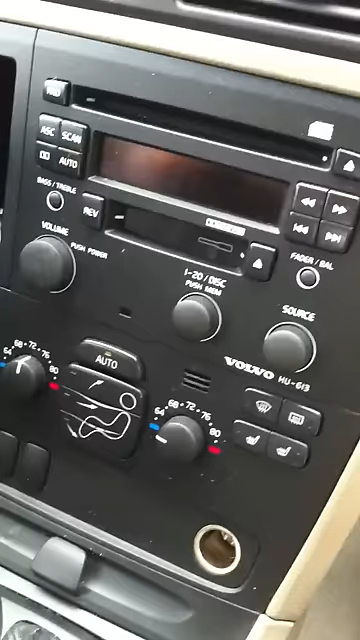 ASC SCAN
AUTO
BASS/TREBLE
REV
VOLUME
PUSH POWER
FADER/BAL
1-20/DISC
PUSH MEM
SOURCE
VOLVO HU-613
AUTO
64 68 72 76 80
64 68 72 76 80